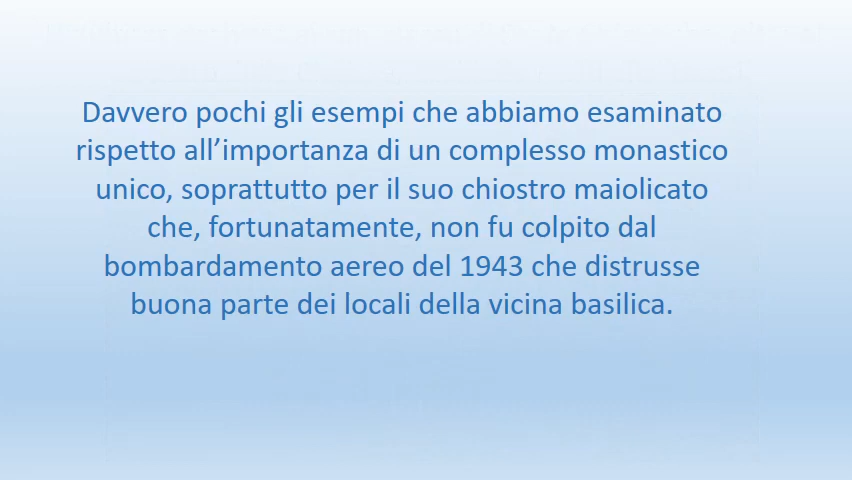 Davvero pochi gli esempi che abbiamo esaminato
rispetto all’importanza di un complesso monastico
unico, soprattutto per il suo chiostro maiolicato
che, fortunatamente, non fu colpito dal
bombardamento aereo del 1943 che distrusse
buona parte dei locali della vicina basilica.